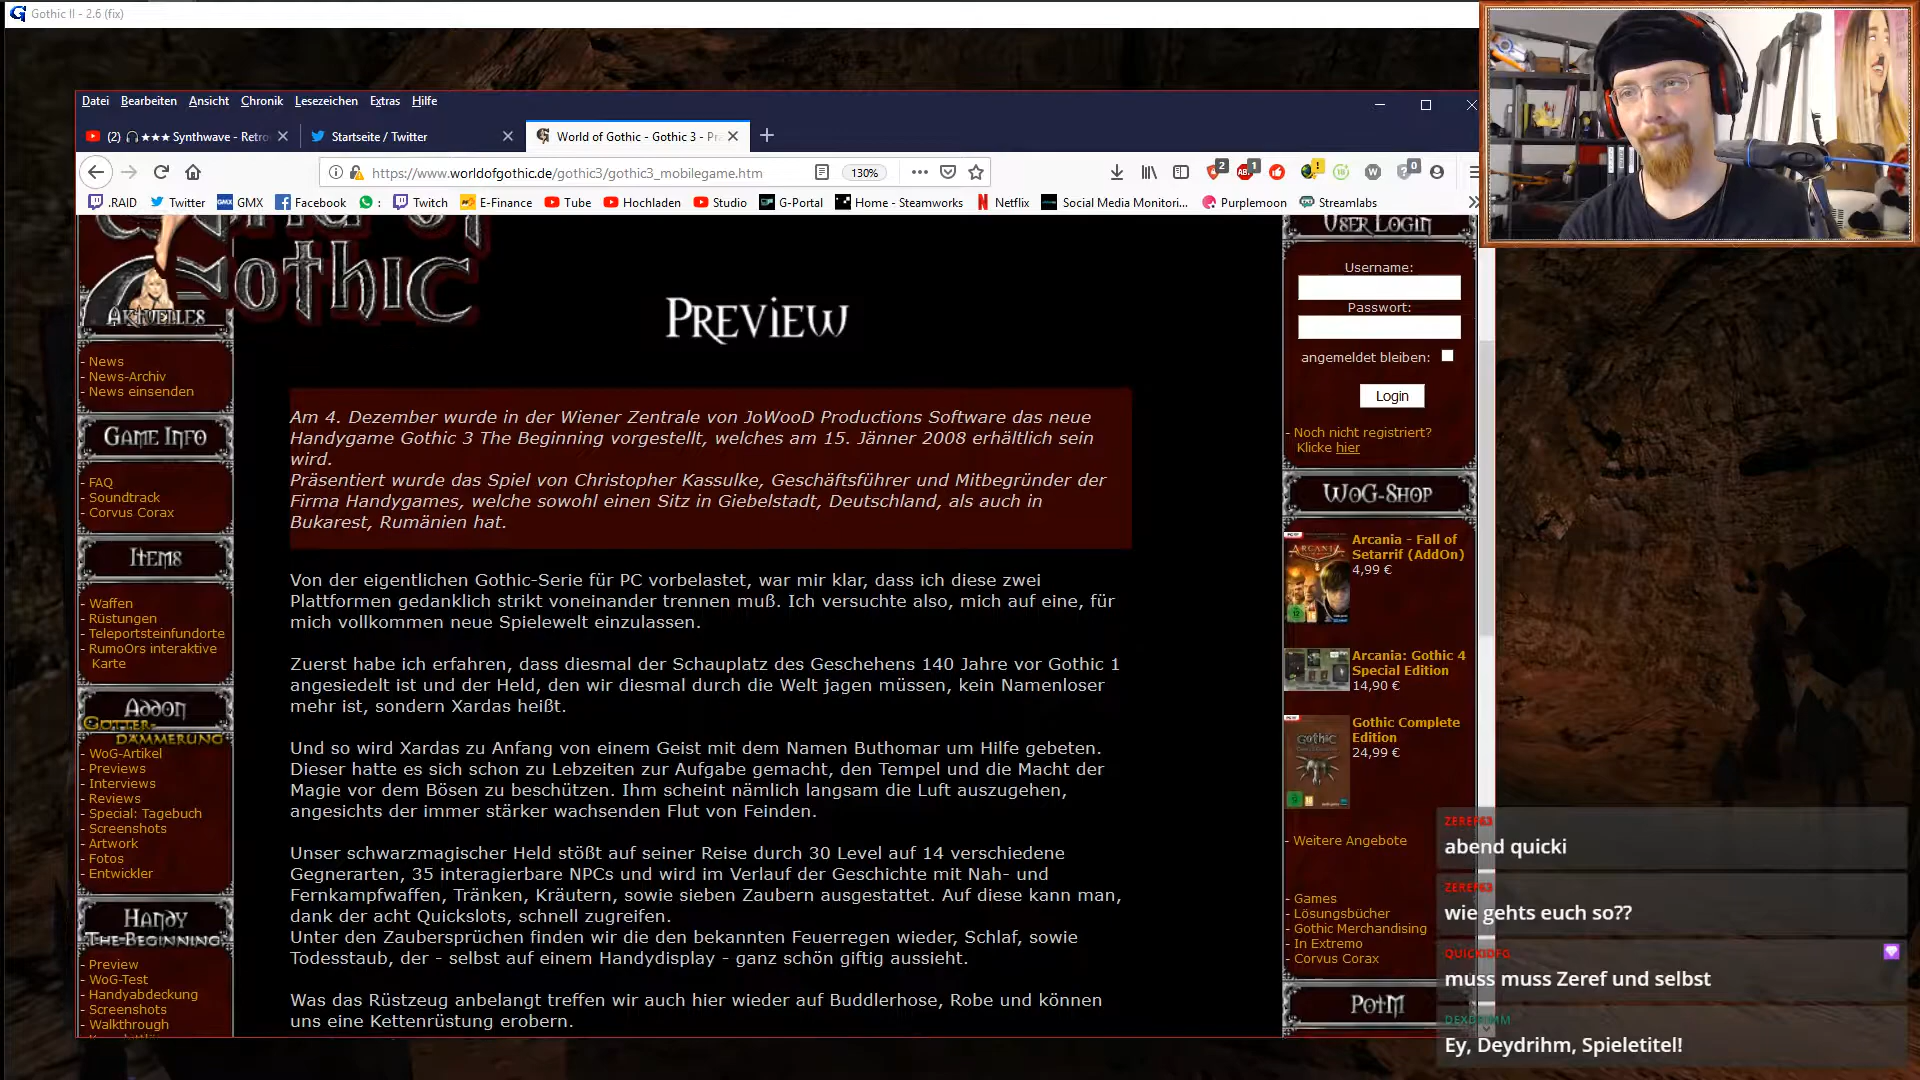 Gothic II - 2.6 (fix)
Datei Bearbeiten Ansicht Chronik Lesezeichen Extras Hilfe
(2) 🎧★★★ Synthwave - Retro
Startseite / Twitter
World of Gothic - Gothic 3 - Pr
https://www.worldofgothic.de/gothic3/gothic3_mobilegame.htm
130%
2
1
!
0
.RAID
Twitter
GMX
Facebook
:
Twitch
E-Finance
Tube
Hochladen
Studio
G-Portal
Home - Steamworks
Netflix
Social Media Monitori...
Purplemoon
Streamlabs
Gothic
Aktuelles
- News
- News-Archiv
- News einsenden
Game Info
- FAQ
- Soundtrack
- Corvus Corax
Items
- Waffen
- Rüstungen
- Teleportsteinfundorte
- RumoOrs interaktive
Karte
Addon
Götter-
dämmerung
- WoG-Artikel
- Previews
- Interviews
- Reviews
- Special: Tagebuch
- Screenshots
- Artwork
- Fotos
- Entwickler
Handy
The Beginning
- Preview
- WoG-Test
- Handyabdeckung
- Screenshots
- Walkthrough
Preview
Am 4. Dezember wurde in der Wiener Zentrale von JoWooD Productions Software das neue
Handygame Gothic 3 The Beginning vorgestellt, welches am 15. Jänner 2008 erhältlich sein
wird.
Präsentiert wurde das Spiel von Christopher Kassulke, Geschäftsführer und Mitbegründer der
Firma Handygames, welche sowohl einen Sitz in Giebelstadt, Deutschland, als auch in
Bukarest, Rumänien hat.
Von der eigentlichen Gothic-Serie für PC vorbelastet, war mir klar, dass ich diese zwei
Plattformen gedanklich strikt voneinander trennen muß. Ich versuchte also, mich auf eine, für
mich vollkommen neue Spielewelt einzulassen.
Zuerst habe ich erfahren, dass diesmal der Schauplatz des Geschehens 140 Jahre vor Gothic 1
angesiedelt ist und der Held, den wir diesmal durch die Welt jagen müssen, kein Namenloser
mehr ist, sondern Xardas heißt.
Und so wird Xardas zu Anfang von einem Geist mit dem Namen Buthomar um Hilfe gebeten.
Dieser hatte es sich schon zu Lebzeiten zur Aufgabe gemacht, den Tempel und die Macht der
Magie vor dem Bösen zu beschützen. Ihm scheint nämlich langsam die Luft auszugehen,
angesichts der immer stärker wachsenden Flut von Feinden.
Unser schwarzmagischer Held stößt auf seiner Reise durch 30 Level auf 14 verschiedene
Gegnerarten, 35 interagierbare NPCs und wird im Verlauf der Geschichte mit Nah- und
Fernkampfwaffen, Tränken, Kräutern, sowie sieben Zaubern ausgestattet. Auf diese kann man,
dank der acht Quickslots, schnell zugreifen.
Unter den Zaubersprüchen finden wir die den bekannten Feuerregen wieder, Schlaf, sowie
Todesstaub, der - selbst auf einem Handydisplay - ganz schön giftig aussieht.
Was das Rüstzeug anbelangt treffen wir auch hier wieder auf Buddlerhose, Robe und können
uns eine Kettenrüstung erobern.
User Login
Username:
Passwort:
angemeldet bleiben:
Login
- Noch nicht registriert?
Klicke hier
WoG-Shop
Arcania - Fall of
Setarrif (AddOn)
4,99 €
Arcania: Gothic 4
Special Edition
14,90 €
Gothic Complete
Edition
24,99 €
- Weitere Angebote
- Games
- Lösungsbücher
- Gothic Merchandising
- In Extremo
- Corvus Corax
PotM
ZEREF63
abend quicki
ZEREF63
wie gehts euch so??
QUICKIOFG
muss muss Zeref und selbst
Ey, Deydrihm, Spieletitel!